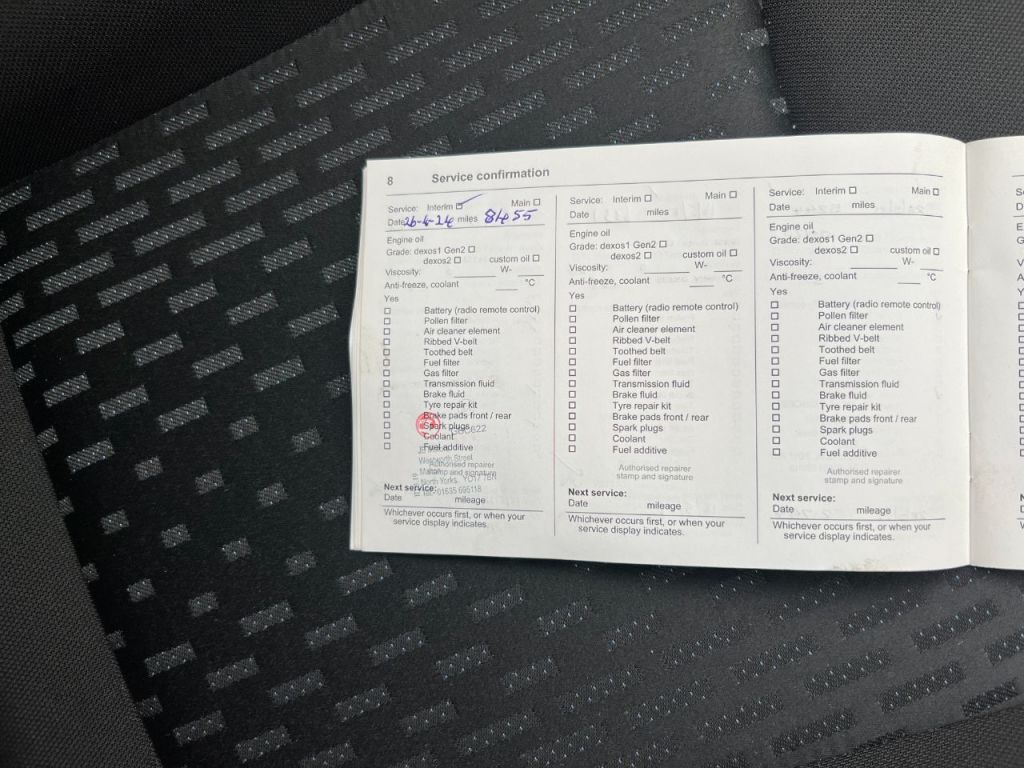 8
Service confirmation
Service: Interim Main
Date 26-4-24 miles
Engine oil
Grade: dexos1 Gen2
dexos2 custom oil
Viscosity: W-
Anti-freeze, coolant °C
Yes
Battery (radio remote control)
Pollen filter
Air cleaner element
Ribbed V-belt
Toothed belt
Fuel filter
Gas filter
Transmission fluid
Brake fluid
Tyre repair kit
Brake pads front / rear
Spark plugs
Coolant
Fuel additive
Authorised repairer
stamp and signature
North Yorks. YO17 7BN
Next service:
Date mileage
Whichever occurs first, or when your
service display indicates.
Service: Interim Main
Date miles
Engine oil
Grade: dexos1 Gen2
dexos2 custom oil
Viscosity: W-
Anti-freeze, coolant °C
Yes
Battery (radio remote control)
Pollen filter
Air cleaner element
Ribbed V-belt
Toothed belt
Fuel filter
Gas filter
Transmission fluid
Brake fluid
Tyre repair kit
Brake pads front / rear
Spark plugs
Coolant
Fuel additive
Authorised repairer
stamp and signature
Next service:
Date mileage
Whichever occurs first, or when your
service display indicates.
Service: Interim Main
Date miles
Engine oil
Grade: dexos1 Gen2
dexos2 custom oil
Viscosity: W-
Anti-freeze, coolant °C
Yes
Battery (radio remote control)
Pollen filter
Air cleaner element
Ribbed V-belt
Toothed belt
Fuel filter
Gas filter
Transmission fluid
Brake fluid
Tyre repair kit
Brake pads front / rear
Spark plugs
Coolant
Fuel additive
Authorised repairer
stamp and signature
Next service:
Date mileage
Whichever occurs first, or when your
service display indicates.